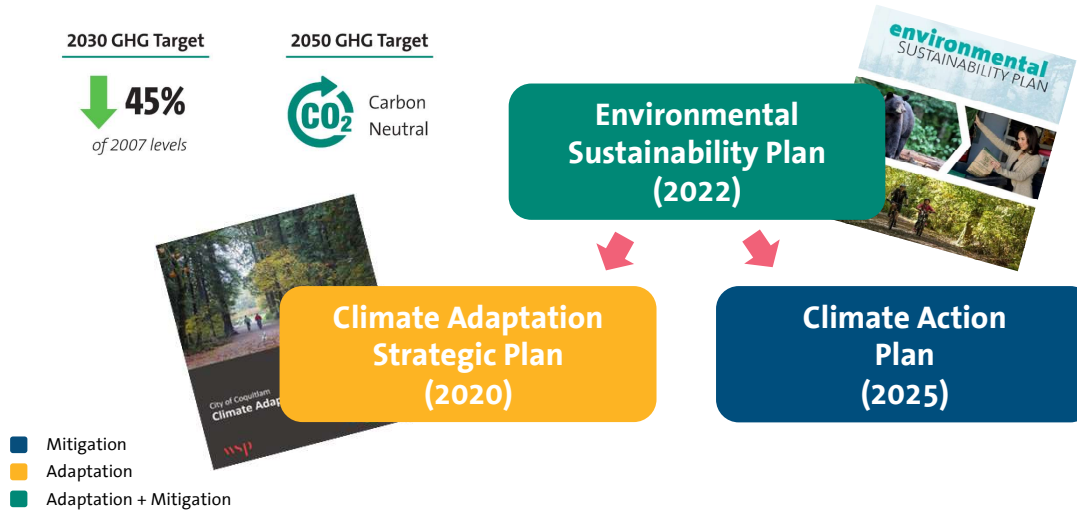 2030 GHG Target
45%
of 2007 levels
2050 GHG Target
CO2
Carbon
Neutral
Environmental
Sustainability Plan
(2022)
environmental
SUSTAINABILITY PLAN
Climate Adaptation
Strategic Plan
(2020)
Climate Action
Plan
(2025)
City of Coquitlam
Climate Adap
wsp
Mitigation
Adaptation
Adaptation + Mitigation